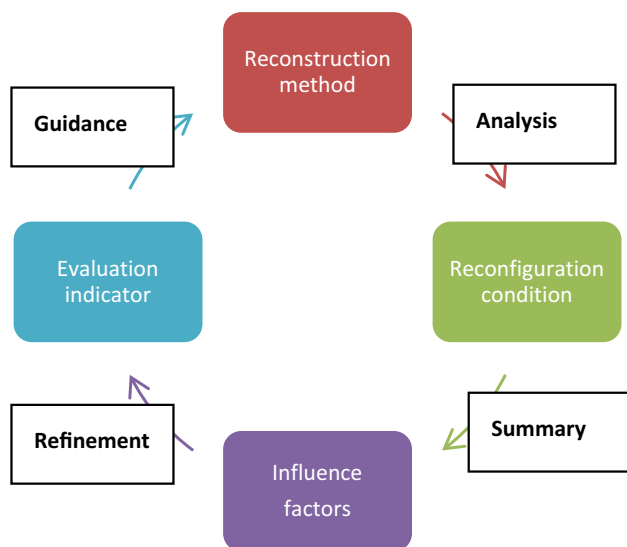 Reconstruction
method
Guidance
Analysis
Evaluation
indicator
Reconfiguration
condition
Refinement
Summary
Influence
factors